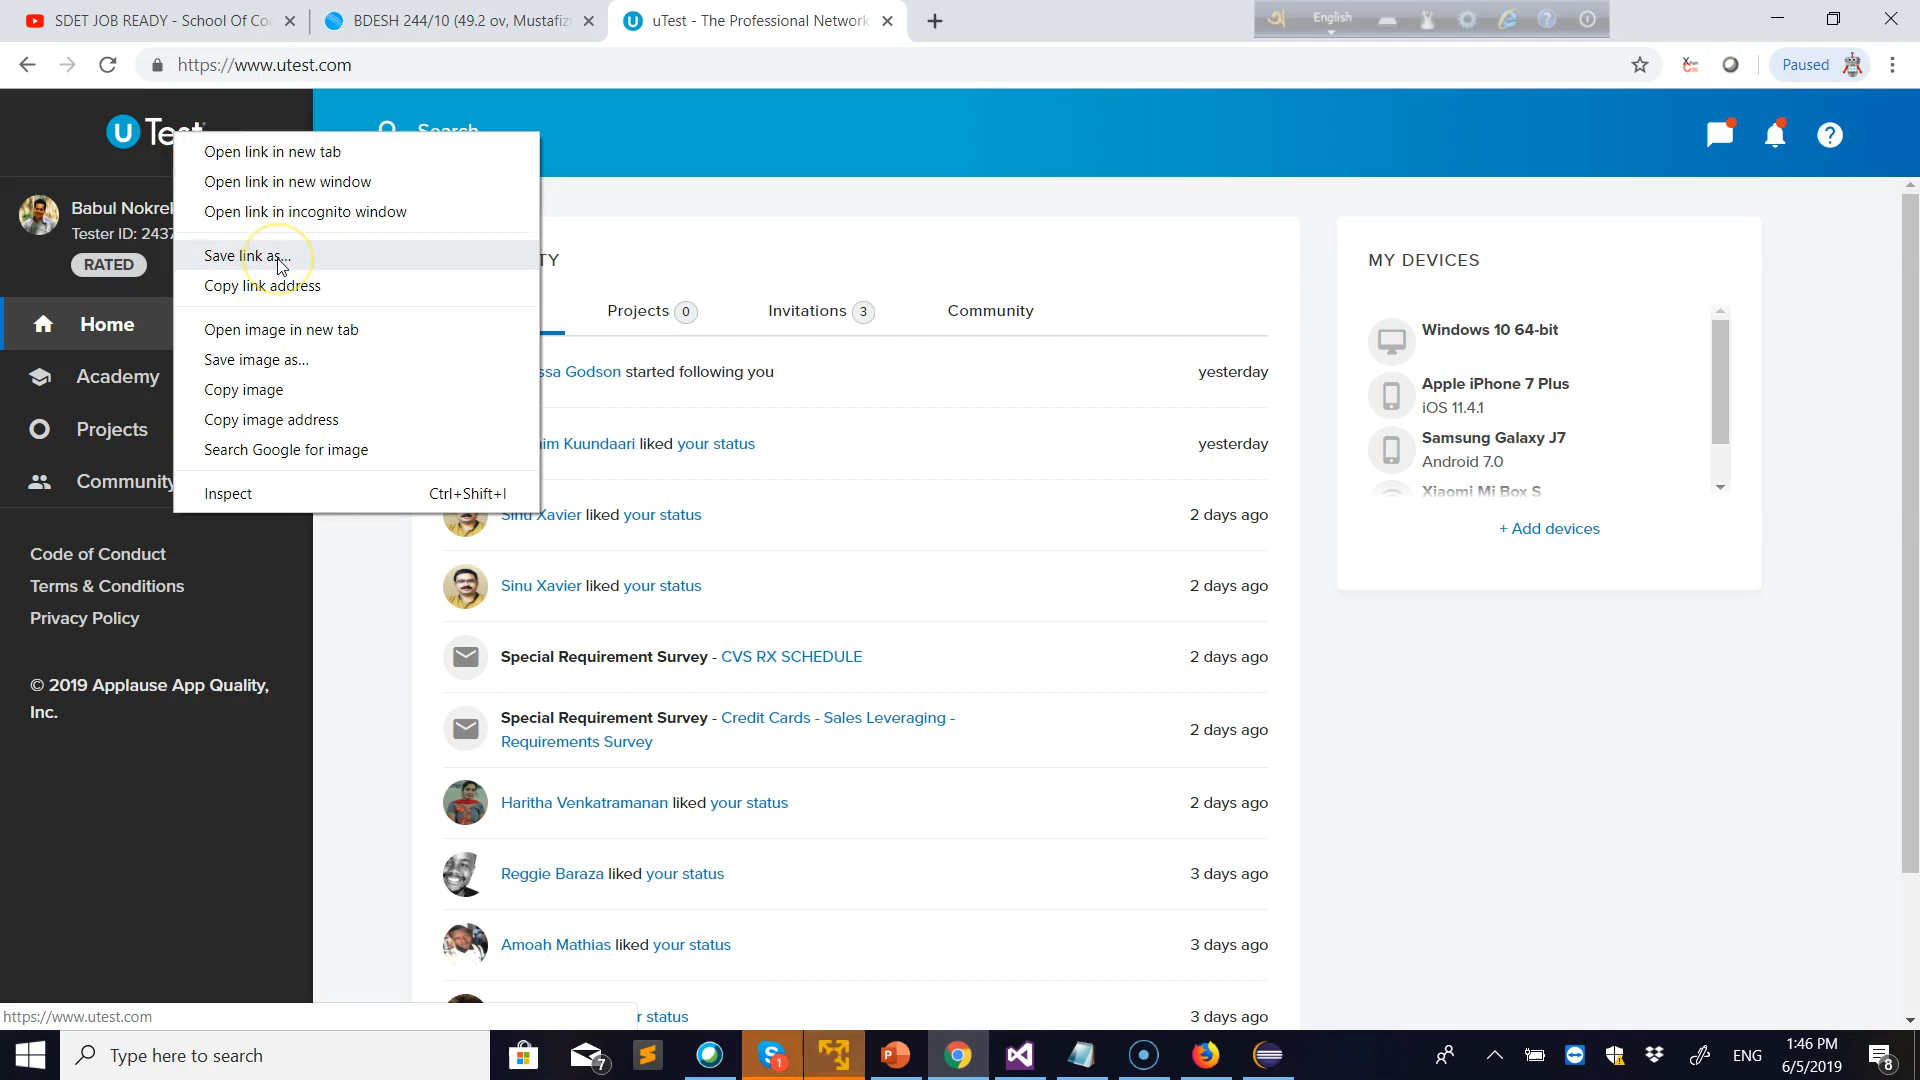 SDET JOB READY - School Of Co
BDESH 244/10 (49.2 ov, Mustafiz
uTest - The Professional Network
English
https://www.utest.com
Paused
U Test
Search
Babul Nokrek
Tester ID: 2437
RATED
Home
Academy
Projects
Community
Code of Conduct
Terms & Conditions
Privacy Policy
© 2019 Applause App Quality,
Inc.
Open link in new tab
Open link in new window
Open link in incognito window
Save link as...
Copy link address
Open image in new tab
Save image as...
Copy image
Copy image address
Search Google for image
Inspect Ctrl+Shift+I
TY
Projects 0
Invitations 3
Community
ssa Godson started following you yesterday
im Kuundaari liked your status yesterday
Sinu Xavier liked your status 2 days ago
Sinu Xavier liked your status 2 days ago
Special Requirement Survey - CVS RX SCHEDULE 2 days ago
Special Requirement Survey - Credit Cards - Sales Leveraging -
Requirements Survey 2 days ago
Haritha Venkatramanan liked your status 2 days ago
Reggie Baraza liked your status 3 days ago
Amoah Mathias liked your status 3 days ago
r status 3 days ago
MY DEVICES
Windows 10 64-bit
Apple iPhone 7 Plus
iOS 11.4.1
Samsung Galaxy J7
Android 7.0
Xiaomi Mi Box S
+ Add devices
https://www.utest.com
Type here to search
7
1
ENG
1:46 PM
6/5/2019
8